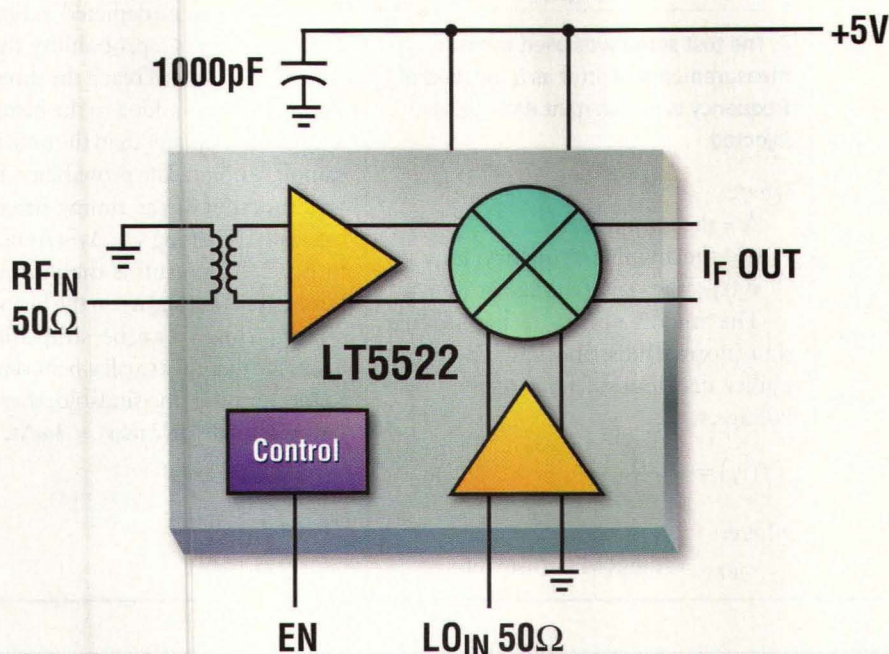 +5V
1000pF
RFIN
50Ω
IF OUT
LT5522
Control
EN
LOIN 50Ω